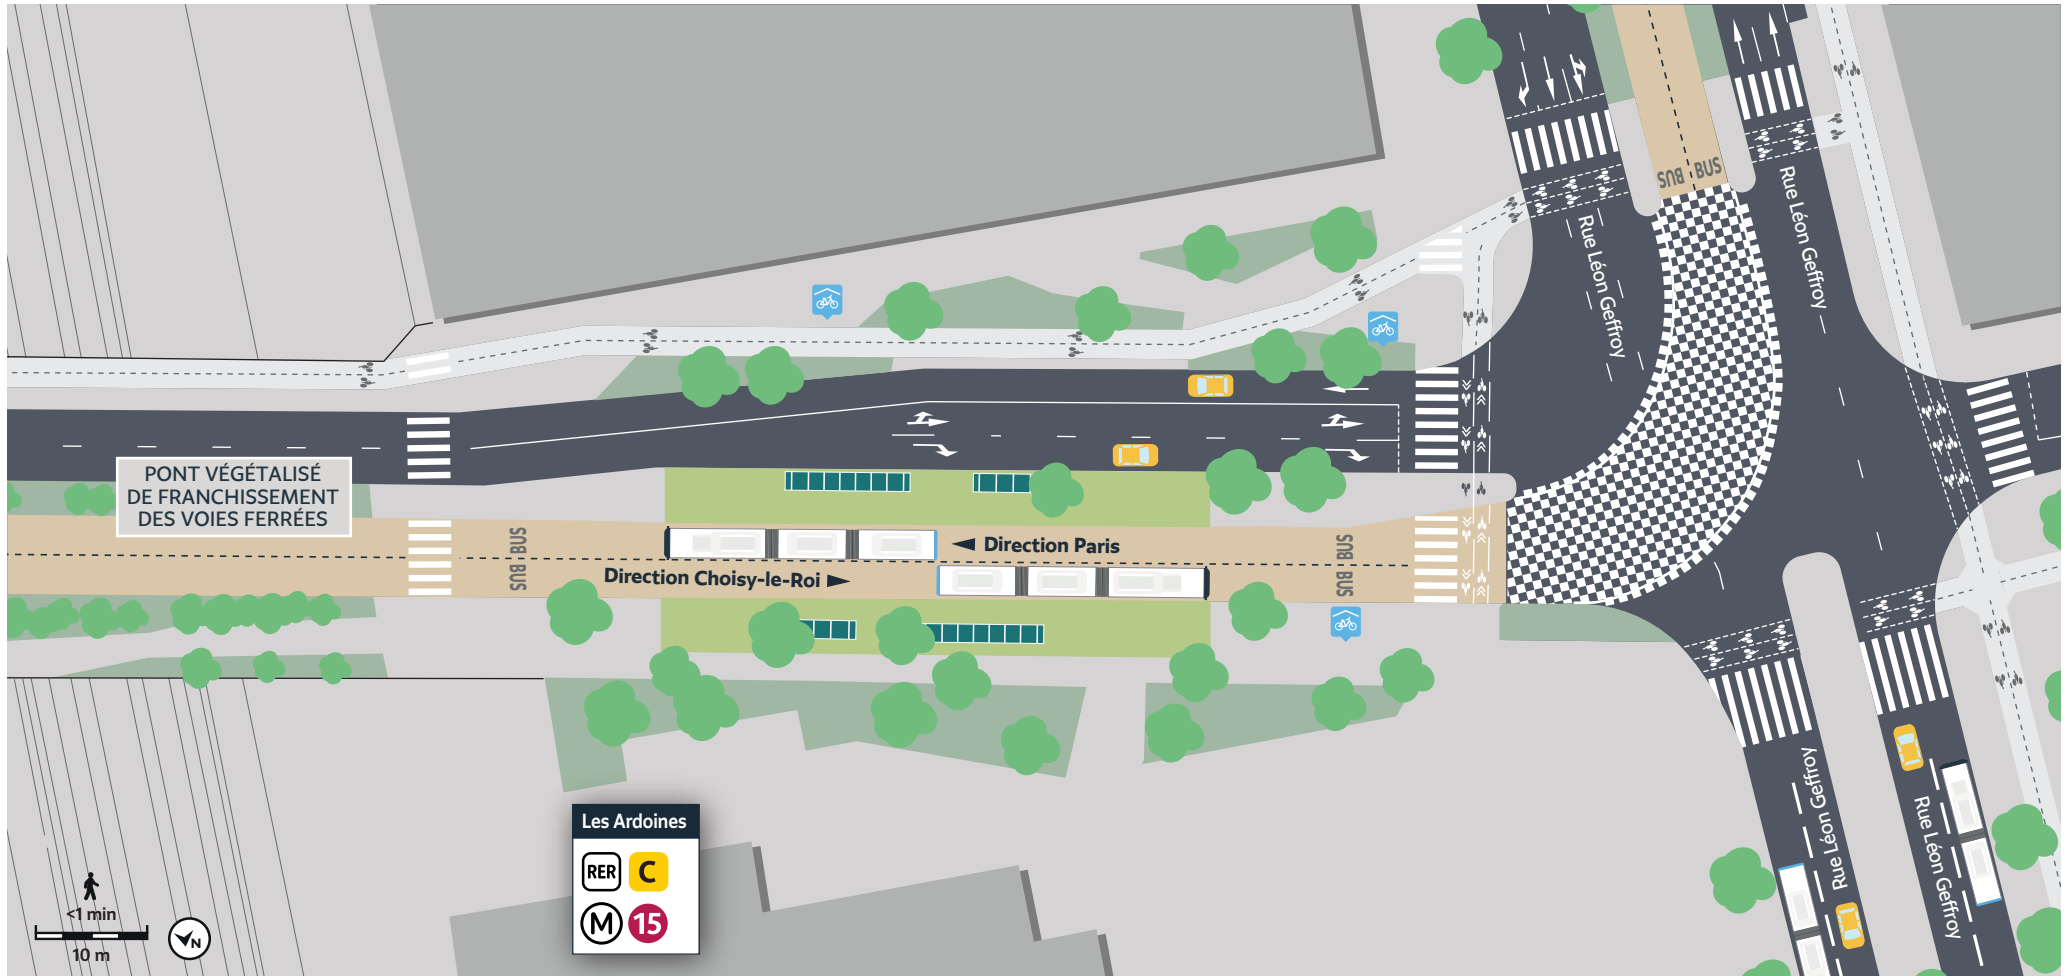 BUS BUS
Rue Léon Geffroy
Rue Léon Geffroy
PONT VÉGÉTALISÉ
DE FRANCHISSEMENT
DES VOIES FERRÉES
BUS BUS
Direction Paris
Direction Choisy-le-Roi
BUS BUS
Rue Léon Geffroy
Rue Léon Geffroy
Les Ardoines
RER C
M 15
<1 min
10 m
N